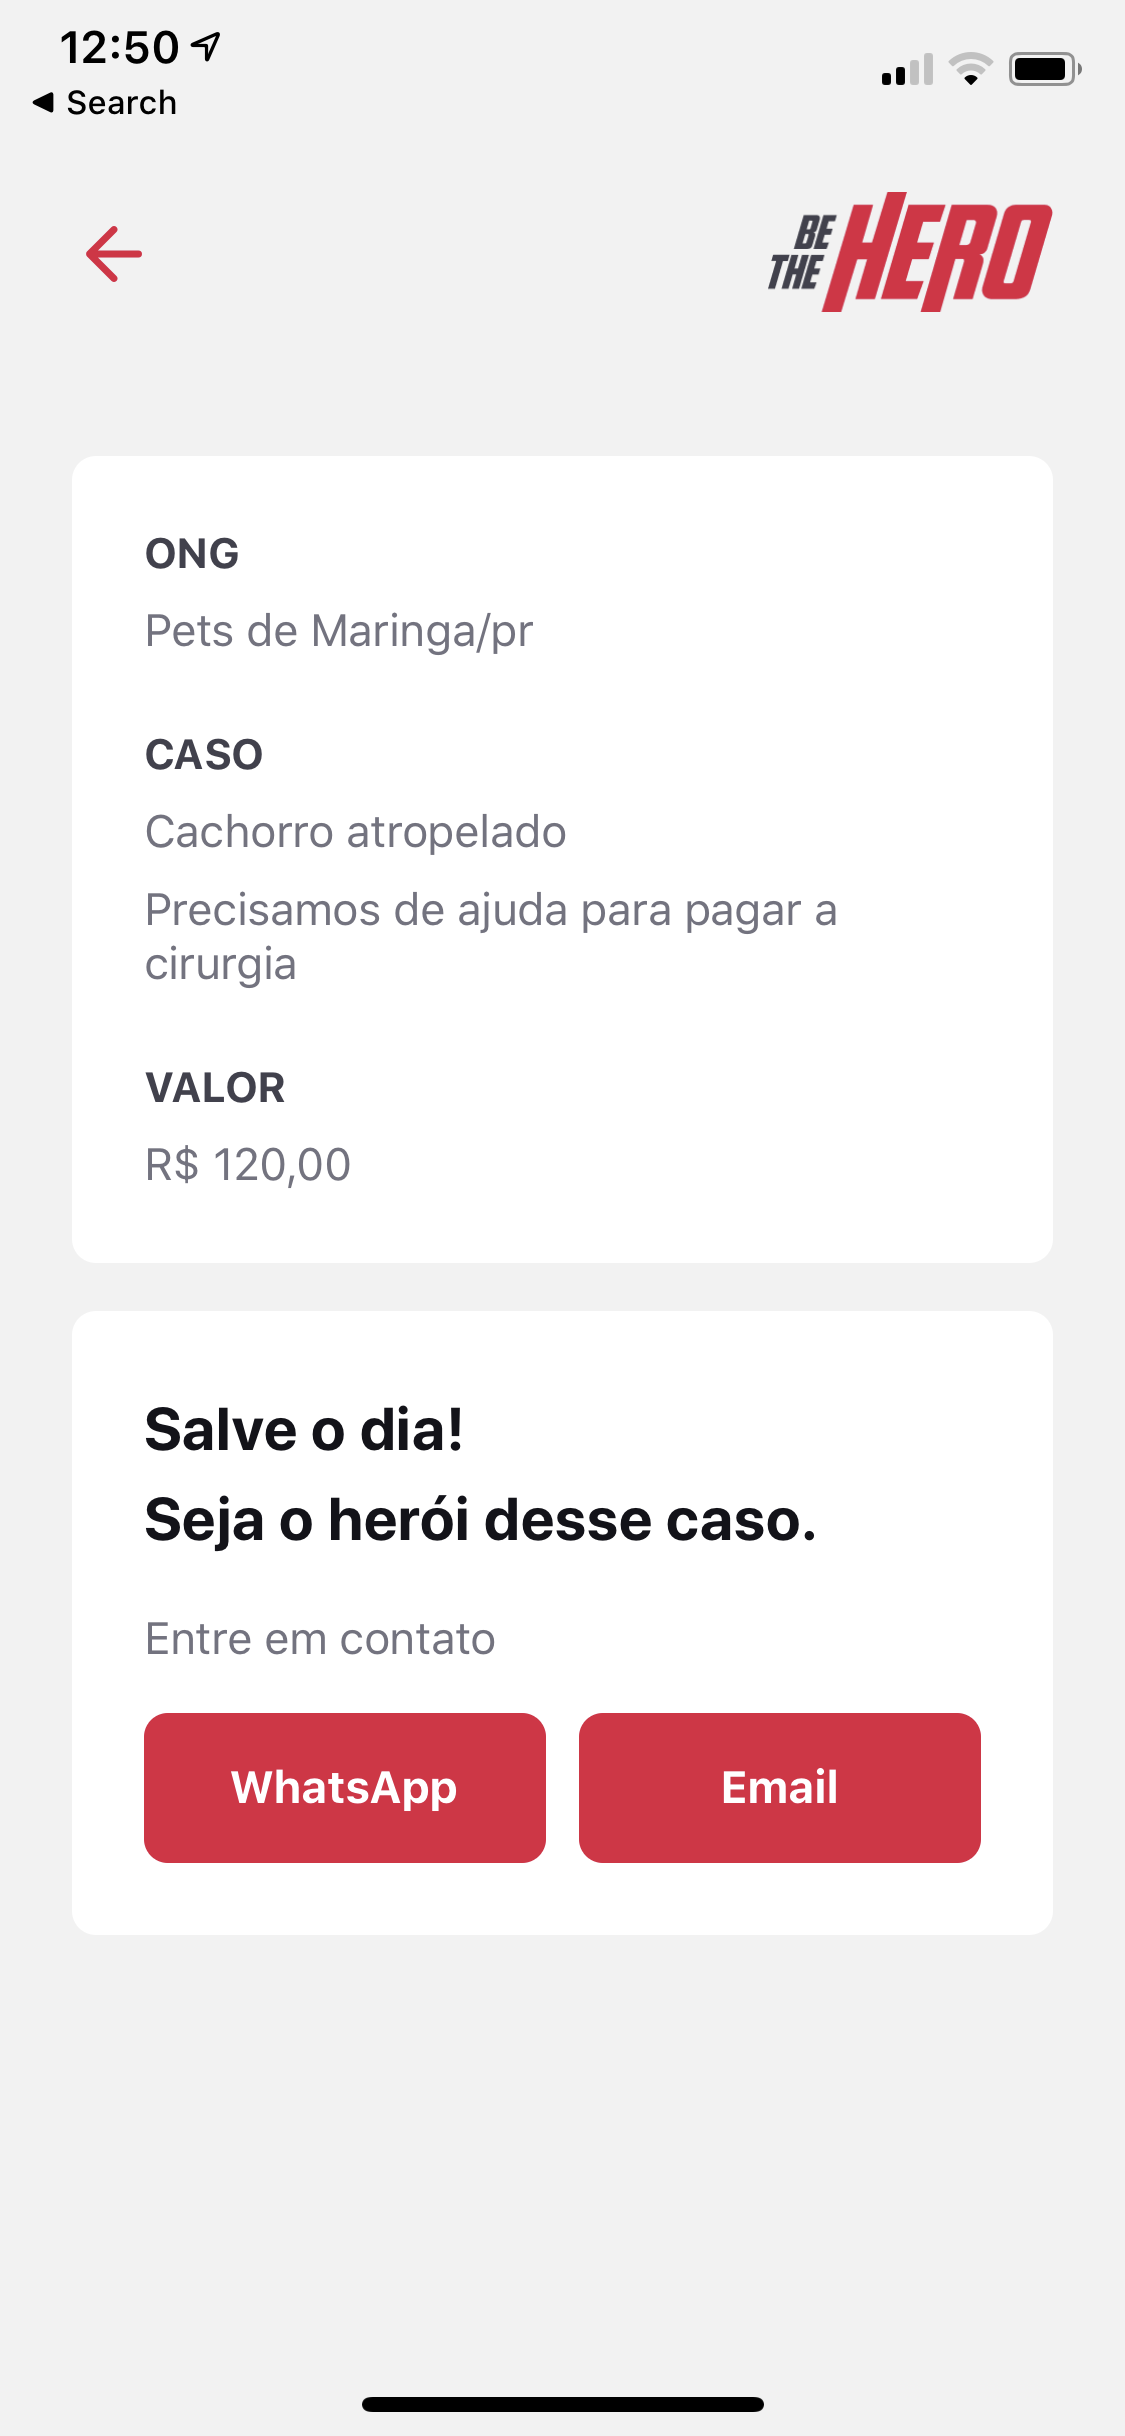 12:50
Search
BE
THE
HERO
ONG
Pets de Maringa/pr
CASO
Cachorro atropelado
Precisamos de ajuda para pagar a
cirurgia
VALOR
R$ 120,00
Salve o dia!
Seja o herói desse caso.
Entre em contato
WhatsApp
Email